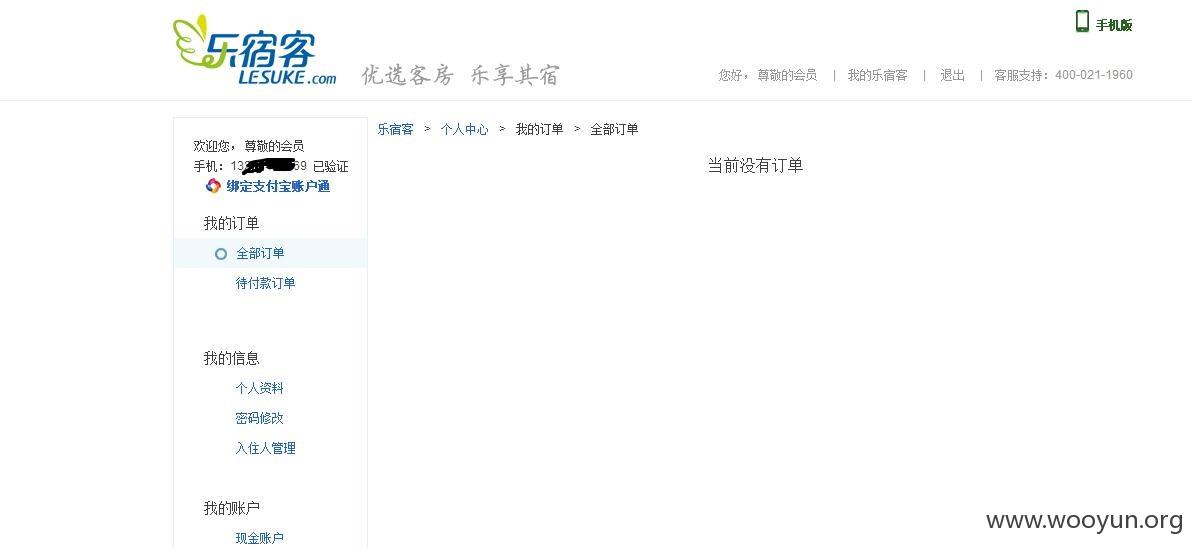 手机版
乐宿客
LESUKE.com
优选客房 乐享其宿
您好，尊敬的会员 | 我的乐宿客 | 退出 | 客服支持：400-021-1960
乐宿客 > 个人中心 > 我的订单 > 全部订单
欢迎您，尊敬的会员
手机：13 69 已验证
绑定支付宝账户通
当前没有订单
我的订单
全部订单
待付款订单
我的信息
个人资料
密码修改
入住人管理
我的账户
现金账户
www.wooyun.org